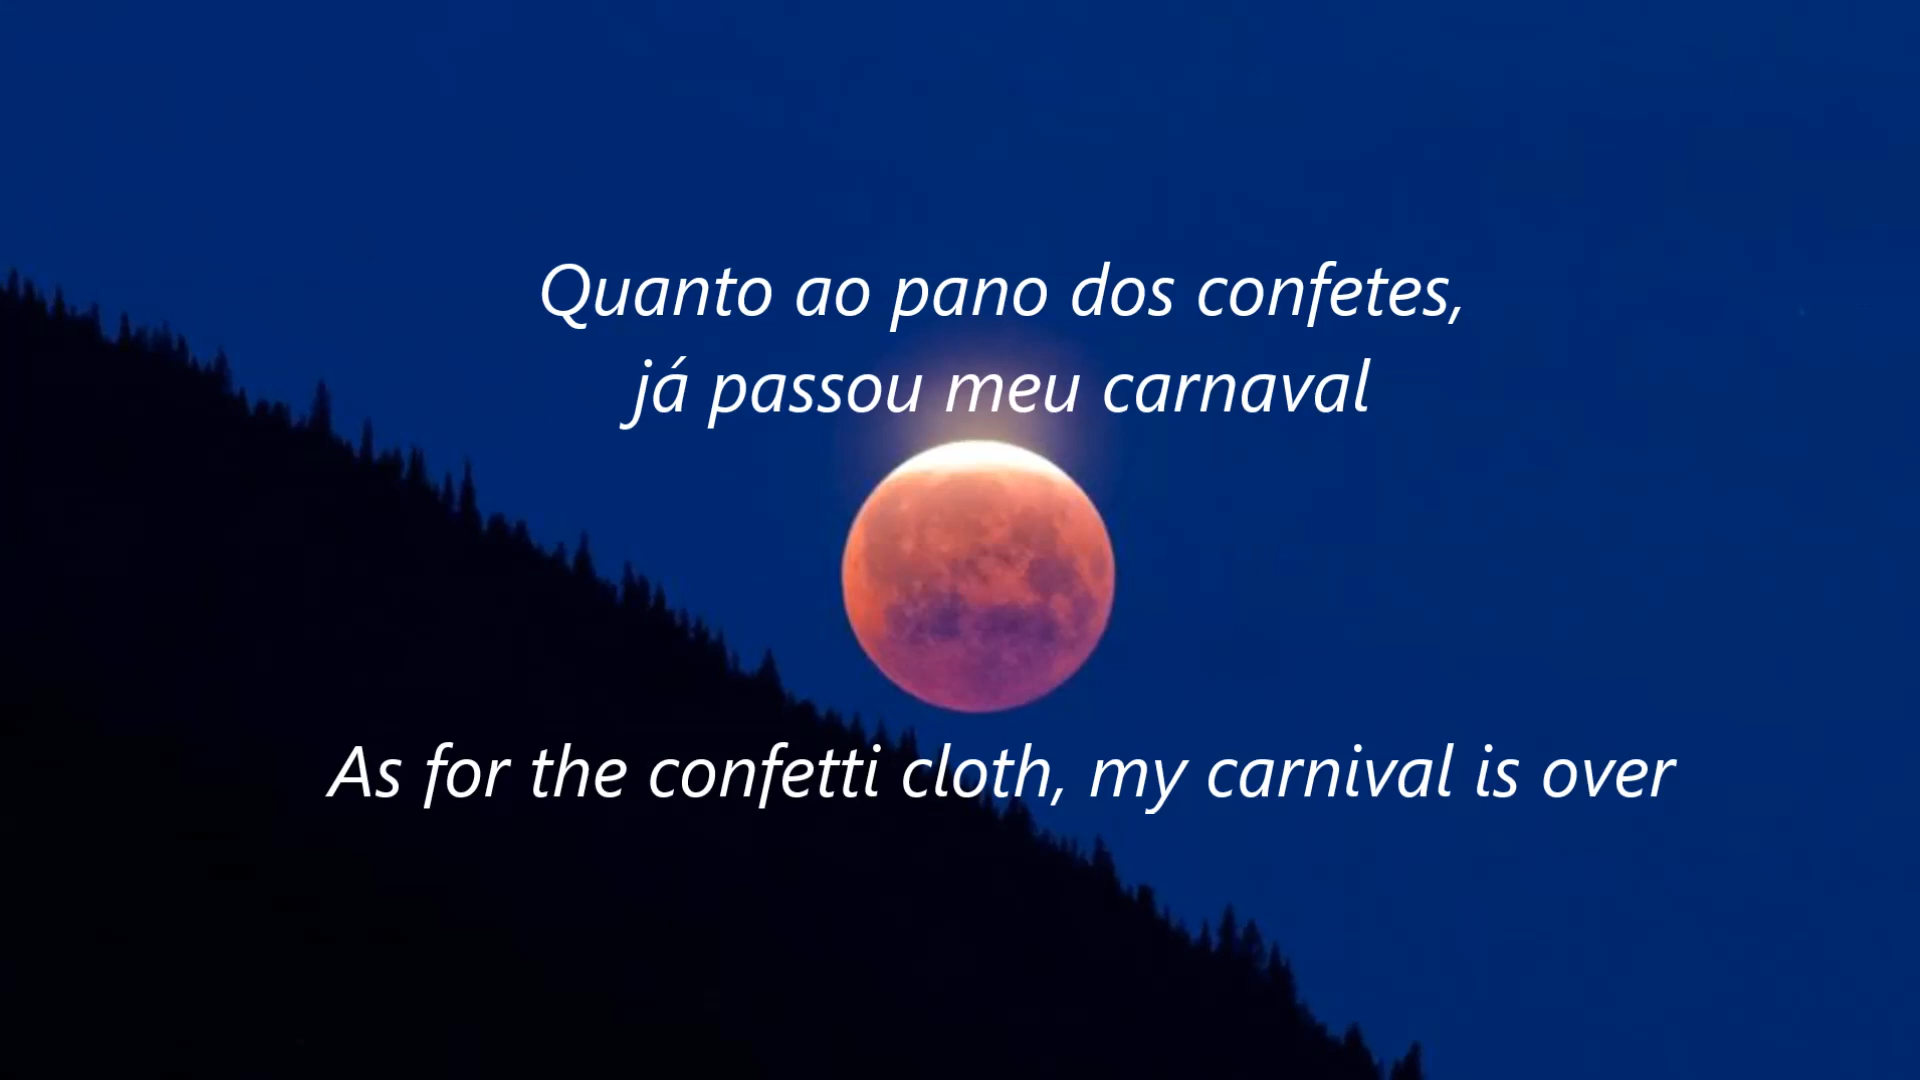 Quanto ao pano dos confetes,
já passou meu carnaval
As for the confetti cloth, my carnival is over